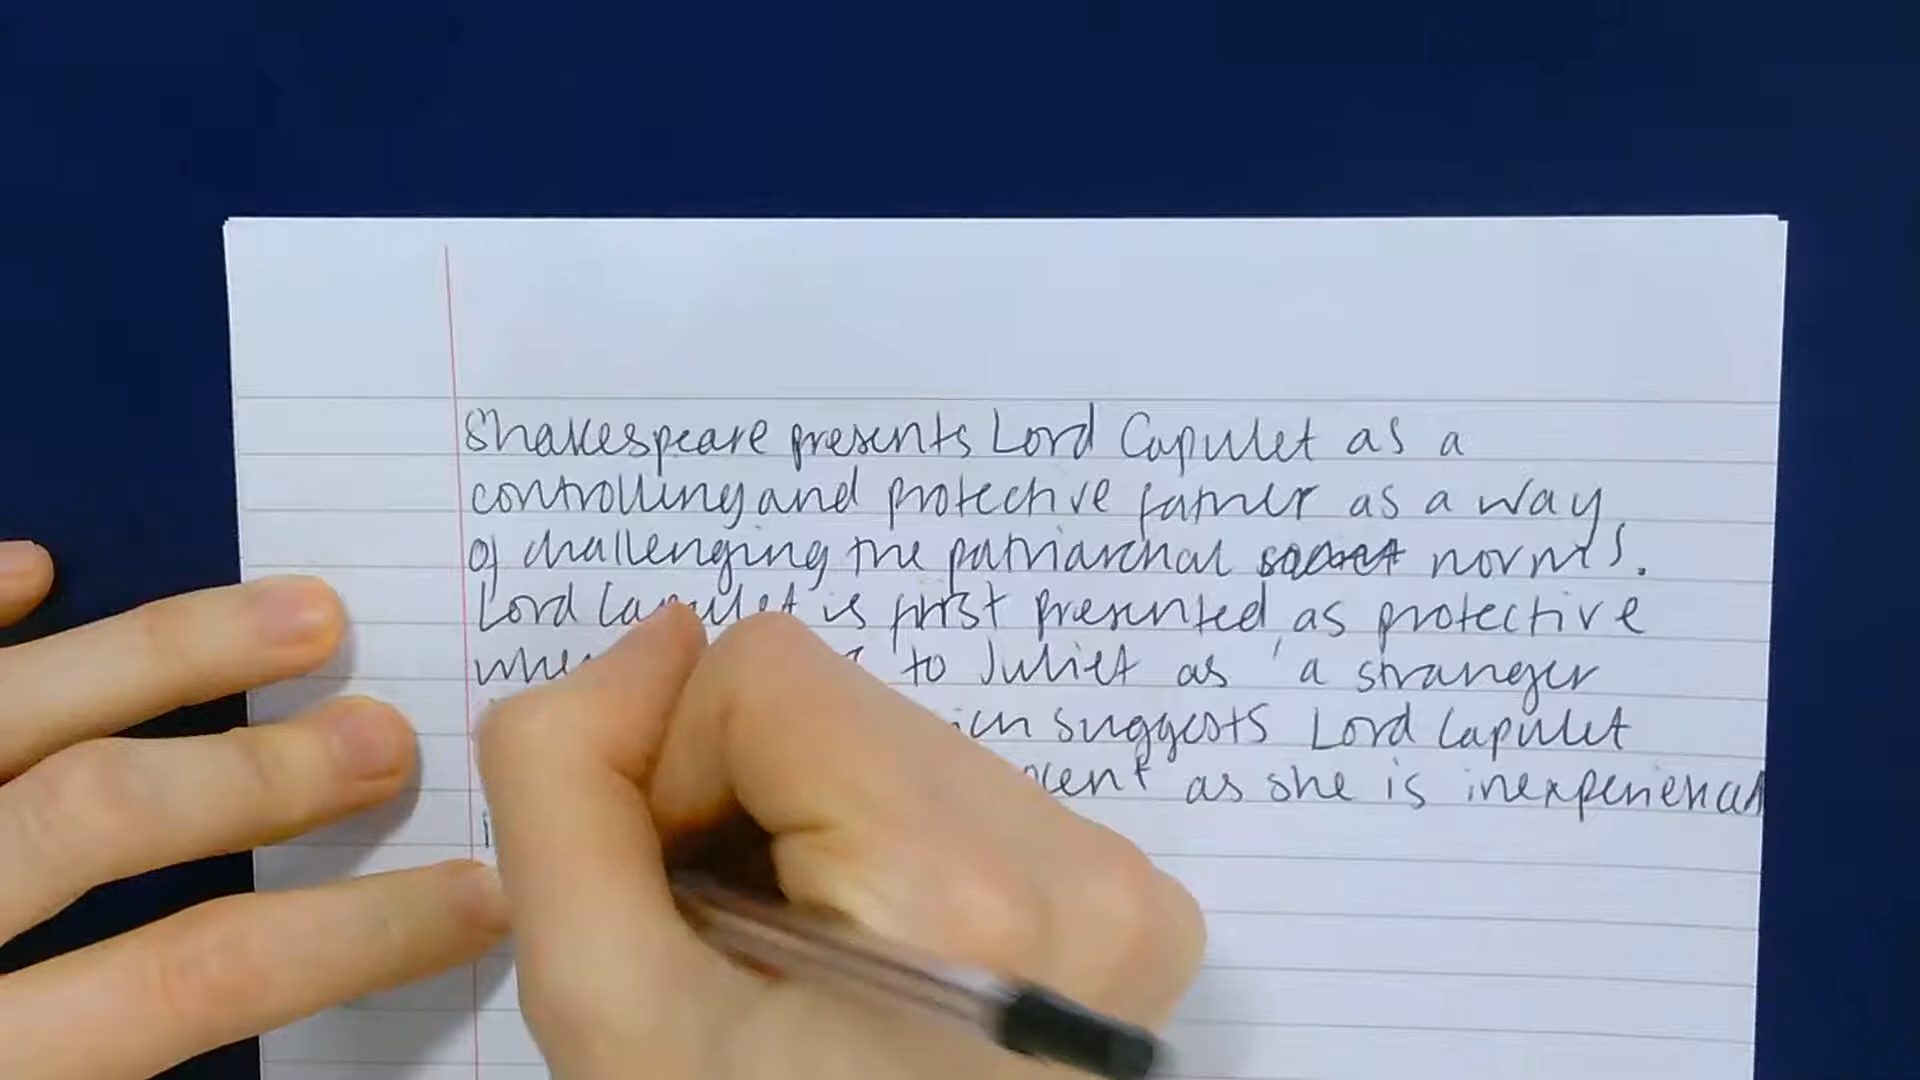 Shakespeare presents Lord Capulet as a
controlling and protective father as a way
of challenging the patriarchal norms.
Lord Capulet is first presented as protective
to Juliet as 'a stranger
suggests Lord Capulet
as she is inexperienced